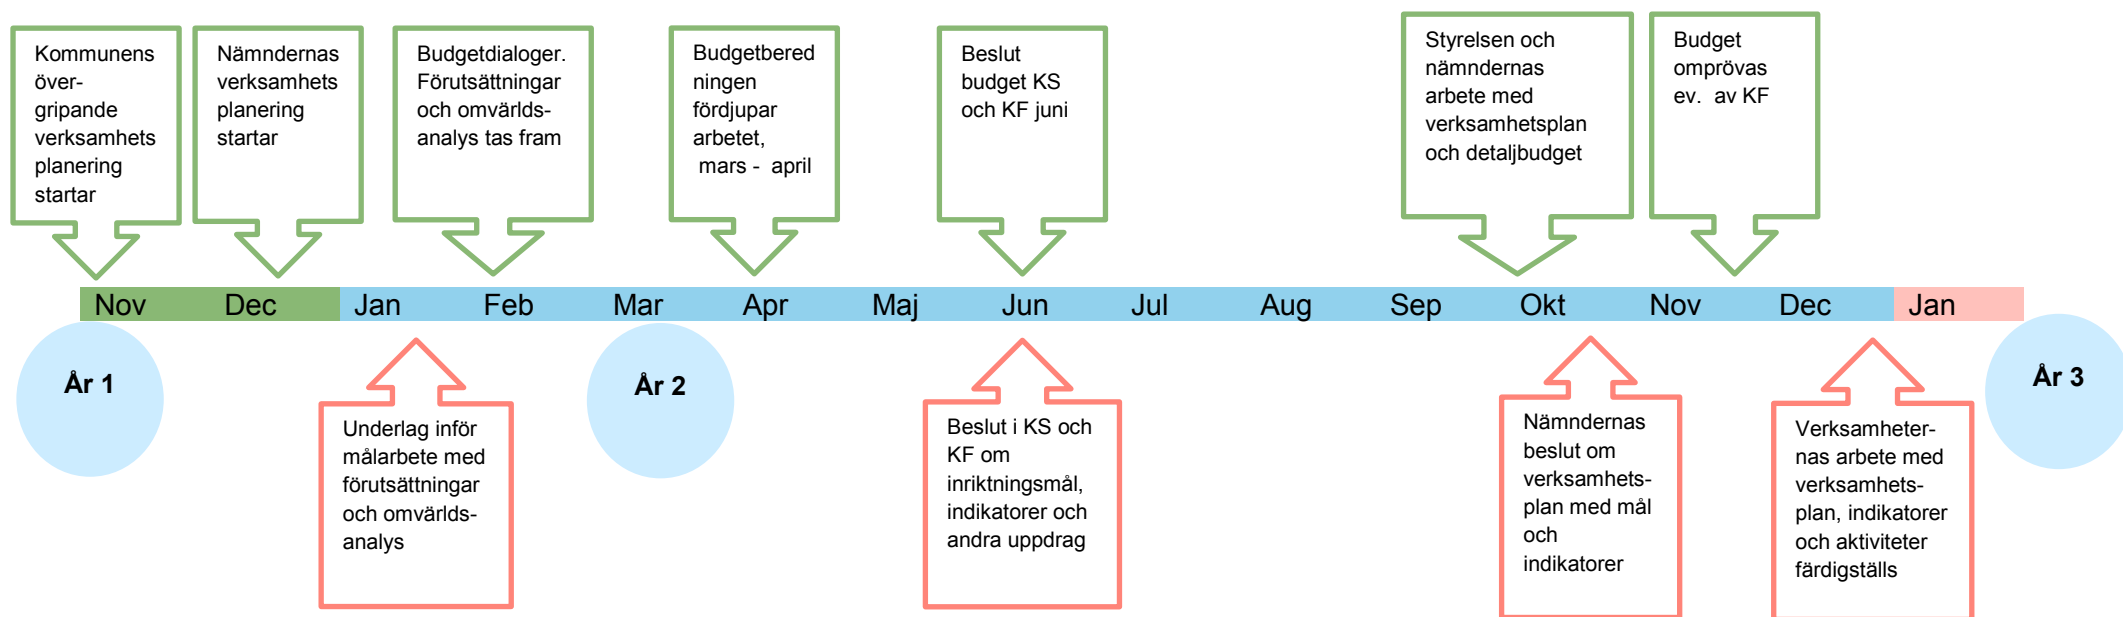 Kommunens
över-
gripande
verksamhets
planering
startar
Nämndernas
verksamhets
planering
startar
Budgetdialoger.
Förutsättningar
och omvärlds-
analys tas fram
Budgetbered
ningen
fördjupar
arbetet,
mars - april
Beslut
budget KS
och KF juni
Styrelsen och
nämndernas
arbete med
verksamhetsplan
och detaljbudget
Budget
omprövas
ev. av KF
Nov Dec Jan Feb Mar Apr Maj Jun Jul Aug Sep Okt Nov Dec Jan
År 1
År 2
År 3
Underlag inför
målarbete med
förutsättningar
och omvärlds-
analys
Beslut i KS och
KF om
inriktningsmål,
indikatorer och
andra uppdrag
Nämndernas
beslut om
verksamhets-
plan med mål
och
indikatorer
Verksamheter-
nas arbete med
verksamhets-
plan, indikatorer
och aktiviteter
färdigställs